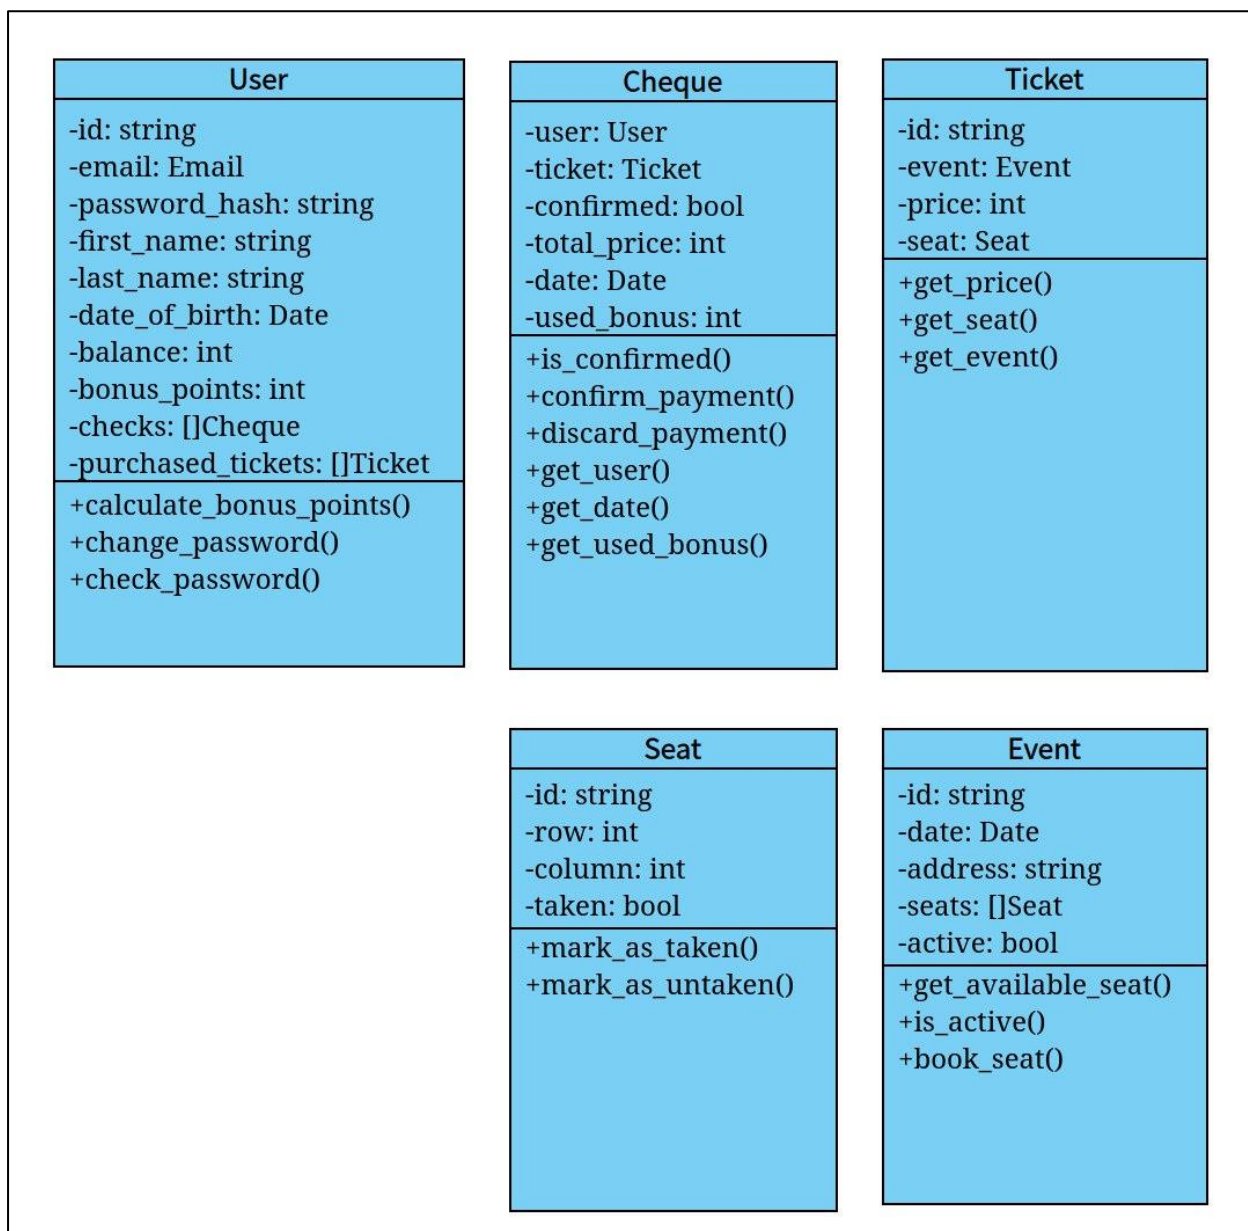 User
-id: string
-email: Email
-password_hash: string
-first_name: string
-last_name: string
-date_of_birth: Date
-balance: int
-bonus_points: int
-checks: []Cheque
-purchased_tickets: []Ticket
+calculate_bonus_points()
+change_password()
+check_password()
Cheque
-user: User
-ticket: Ticket
-confirmed: bool
-total_price: int
-date: Date
-used_bonus: int
+is_confirmed()
+confirm_payment()
+discard_payment()
+get_user()
+get_date()
+get_used_bonus()
Ticket
-id: string
-event: Event
-price: int
-seat: Seat
+get_price()
+get_seat()
+get_event()
Seat
-id: string
-row: int
-column: int
-taken: bool
+mark_as_taken()
+mark_as_untaken()
Event
-id: string
-date: Date
-address: string
-seats: []Seat
-active: bool
+get_available_seat()
+is_active()
+book_seat()